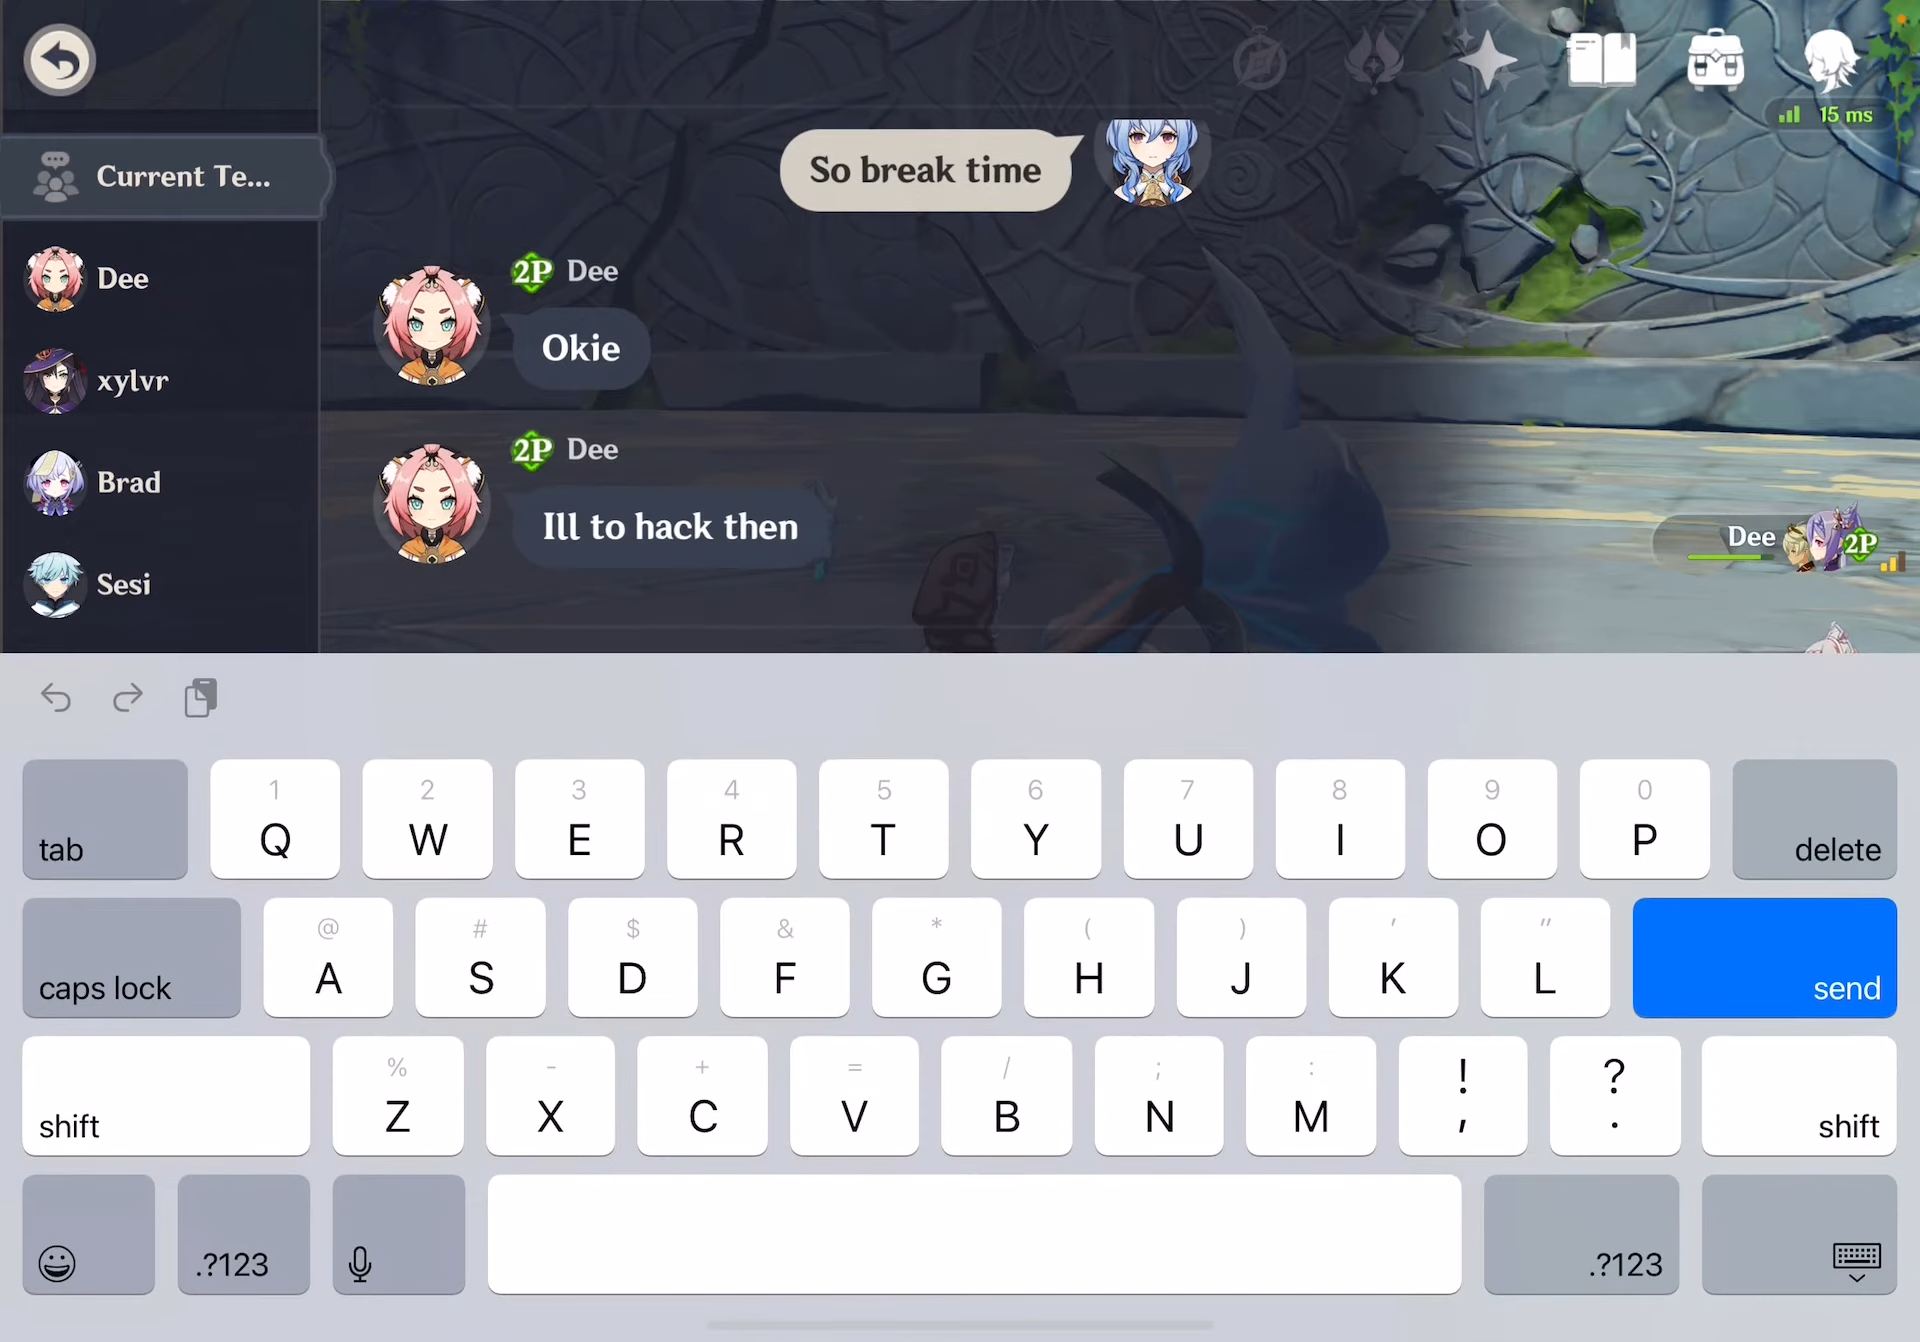 Current Te...
Dee
xylvr
Brad
Sesi
So break time
2P Dee
Okie
2P Dee
Ill to hack then
15 ms
Dee 2P
tab
1 2 3 4 5 6 7 8 9 0
Q W E R T Y U I O P
delete
caps lock
@ # $ & * ( ) ' "
A S D F G H J K L
send
shift
% - + = / ; : ! ?
Z X C V B N M , .
shift
.?123
.?123